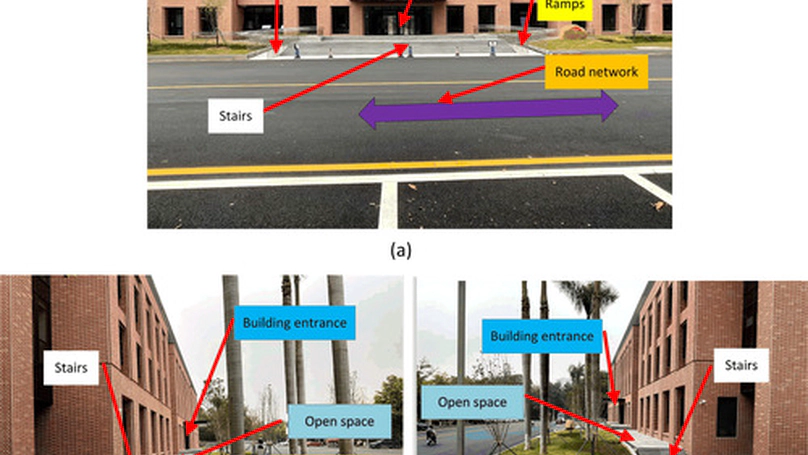 Ramps
Road network
Stairs
(a)
Building entrance
Stairs
Open space
Building entrance
Stairs
Open space